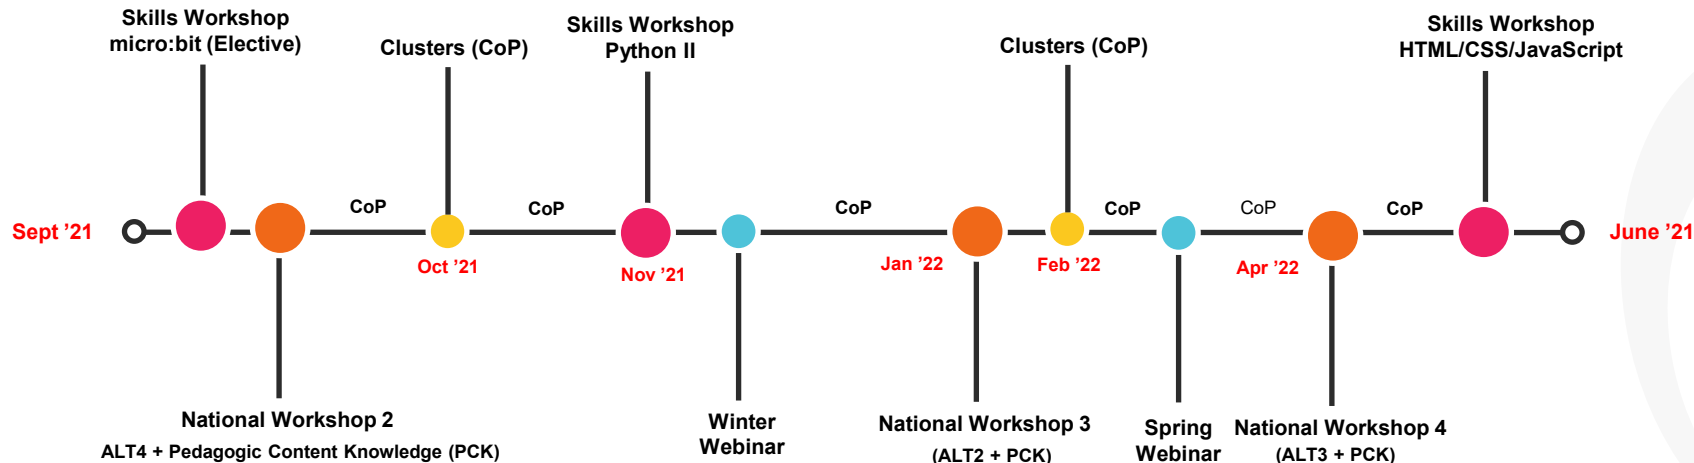 Skills Workshop
micro:bit (Elective)
Clusters (CoP)
Skills Workshop
Python II
Clusters (CoP)
Skills Workshop
HTML/CSS/JavaScript
Sept ’21
CoP
CoP
CoP
CoP
CoP
CoP
June ’21
Oct ’21
Nov ’21
Jan ’22
Feb ’22
Apr ’22
National Workshop 2
ALT4 + Pedagogic Content Knowledge (PCK)
Winter
Webinar
National Workshop 3
(ALT2 + PCK)
Spring
Webinar
National Workshop 4
(ALT3 + PCK)